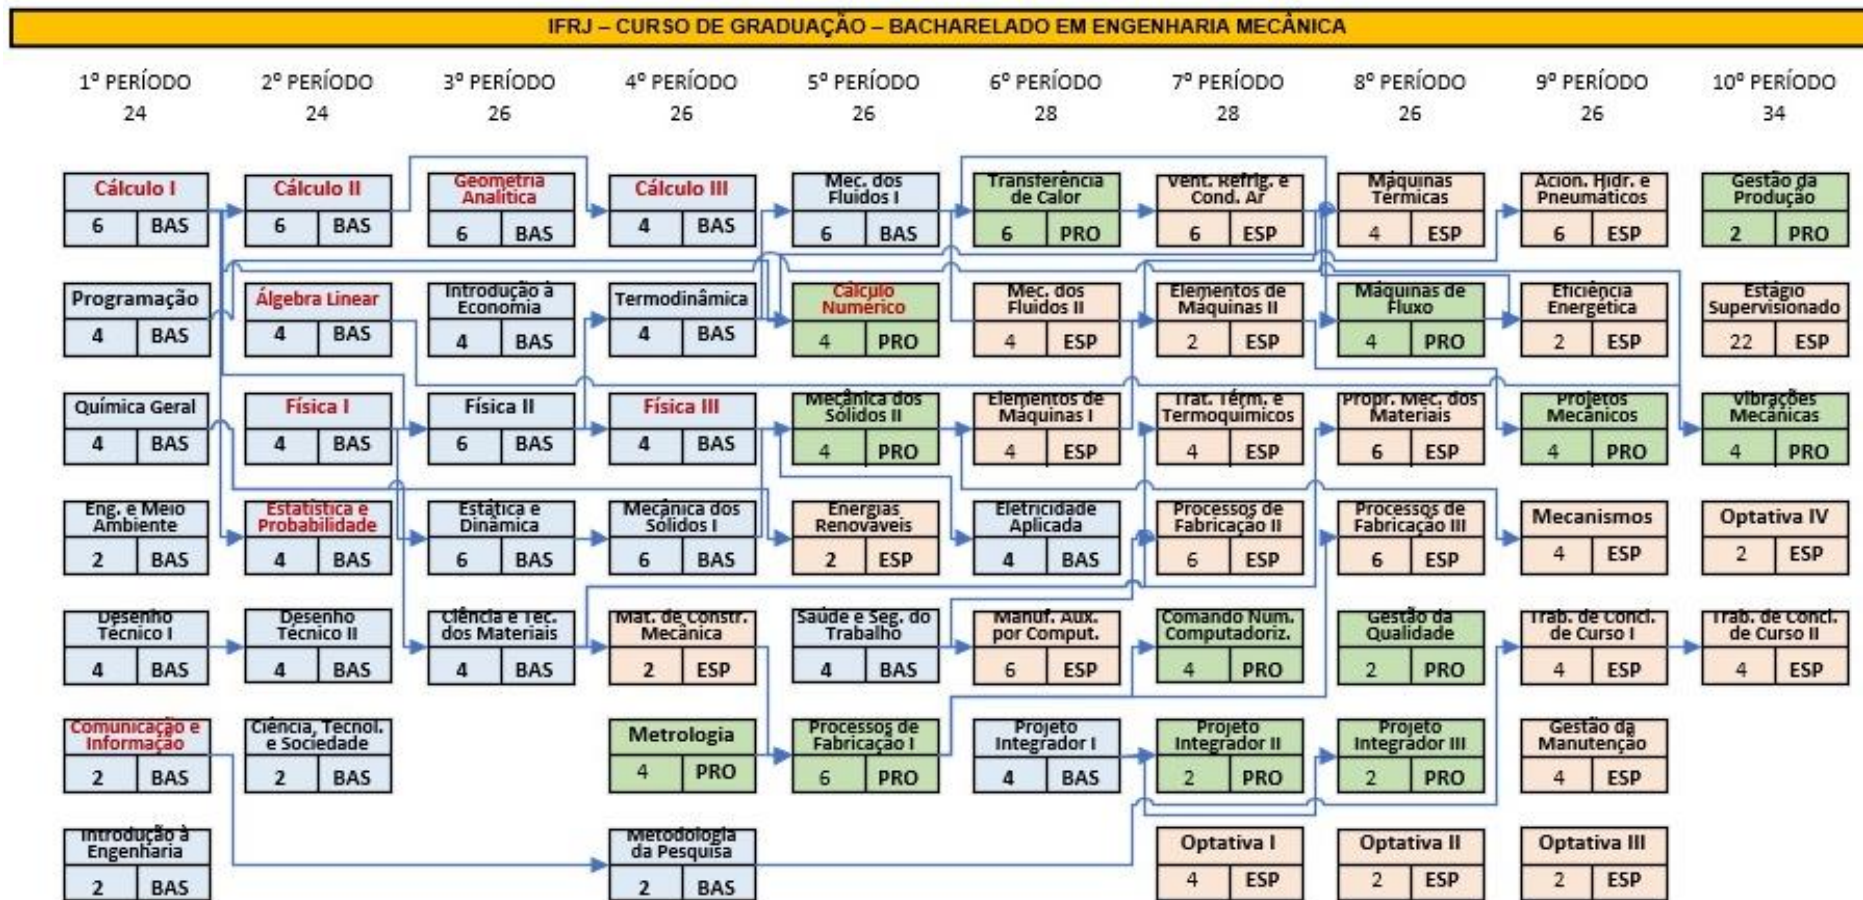 IFRJ – CURSO DE GRADUAÇÃO – BACHARELADO EM ENGENHARIA MECÂNICA
1º PERÍODO 2º PERÍODO 3º PERÍODO 4º PERÍODO 5º PERÍODO 6º PERÍODO 7º PERÍODO 8º PERÍODO 9º PERÍODO 10º PERÍODO
24 24 26 26 26 28 28 26 26 34
Cálculo I
6 BAS
Cálculo II
6 BAS
Geometria
Analítica
6 BAS
Cálculo III
4 BAS
Mec. dos
Fluidos I
6 BAS
Transferência
de Calor
6 PRO
Vent. Refrig. e
Cond. Ar
6 ESP
Máquinas
Térmicas
4 ESP
Acion. Hidr. e
Pneumáticos
6 ESP
Gestão da
Produção
2 PRO
Programação
4 BAS
Álgebra Linear
4 BAS
Introdução à
Economia
4 BAS
Termodinâmica
4 BAS
Cálculo
Numérico
4 PRO
Mec. dos
Fluidos II
4 ESP
Elementos de
Máquinas II
2 ESP
Máquinas de
Fluxo
4 PRO
Eficiência
Energética
2 ESP
Estágio
Supervisionado
22 ESP
Química Geral
4 BAS
Física I
4 BAS
Física II
6 BAS
Física III
4 BAS
Mecânica dos
Sólidos II
4 PRO
Elementos de
Máquinas I
4 ESP
Trat. Térm. e
Termoquímicos
4 ESP
Propr. Mec. dos
Materiais
6 ESP
Projetos
Mecânicos
4 PRO
Vibrações
Mecânicas
4 PRO
Eng. e Meio
Ambiente
2 BAS
Estatística e
Probabilidade
4 BAS
Estática e
Dinâmica
6 BAS
Mecânica dos
Sólidos I
6 BAS
Energias
Renováveis
2 ESP
Eletricidade
Aplicada
4 BAS
Processos de
Fabricação II
6 ESP
Processos de
Fabricação III
6 ESP
Mecanismos
4 ESP
Optativa IV
2 ESP
Desenho
Técnico I
4 BAS
Desenho
Técnico II
4 BAS
Ciência e Tec.
dos Materiais
4 BAS
Mat. de Constr.
Mecânica
2 ESP
Saúde e Seg. do
Trabalho
4 BAS
Manuf. Aux.
por Comput.
6 ESP
Comando Num.
Computadoriz.
4 PRO
Gestão da
Qualidade
2 PRO
Trab. de Concl.
de Curso I
4 ESP
Trab. de Concl.
de Curso II
4 ESP
Comunicação e
Informação
2 BAS
Ciência, Tecnol.
e Sociedade
2 BAS
Metrologia
4 PRO
Processos de
Fabricação I
6 PRO
Projeto
Integrador I
4 BAS
Projeto
Integrador II
2 PRO
Projeto
Integrador III
2 PRO
Gestão da
Manutenção
4 ESP
Introdução à
Engenharia
2 BAS
Metodologia
da Pesquisa
2 BAS
Optativa I
4 ESP
Optativa II
2 ESP
Optativa III
2 ESP